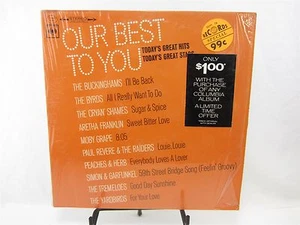 OUR BEST
TO YOU
TODAY'S GREAT HITS
TODAY'S GREAT STARS
THE BUCKINGHAMS I'll Be Back
THE BYRDS All I Really Want To Do
THE CRYAN' SHAMES Sugar & Spice
ARETHA FRANKLIN Sweet Bitter Love
MOBY GRAPE 8:05
PAUL REVERE & THE RAIDERS Louie, Louie
PEACHES & HERB Everybody Loves A Lover
SIMON & GARFUNKEL 59th Street Bridge Song (Feelin' Groovy)
THE TREMELOES Good Day Sunshine
THE YARDBIRDS For Your Love
RECORDS
99¢
ONLY
$1.00*
WITH THE
PURCHASE
OF ANY
COLUMBIA
ALBUM
A LIMITED
TIME
OFFER